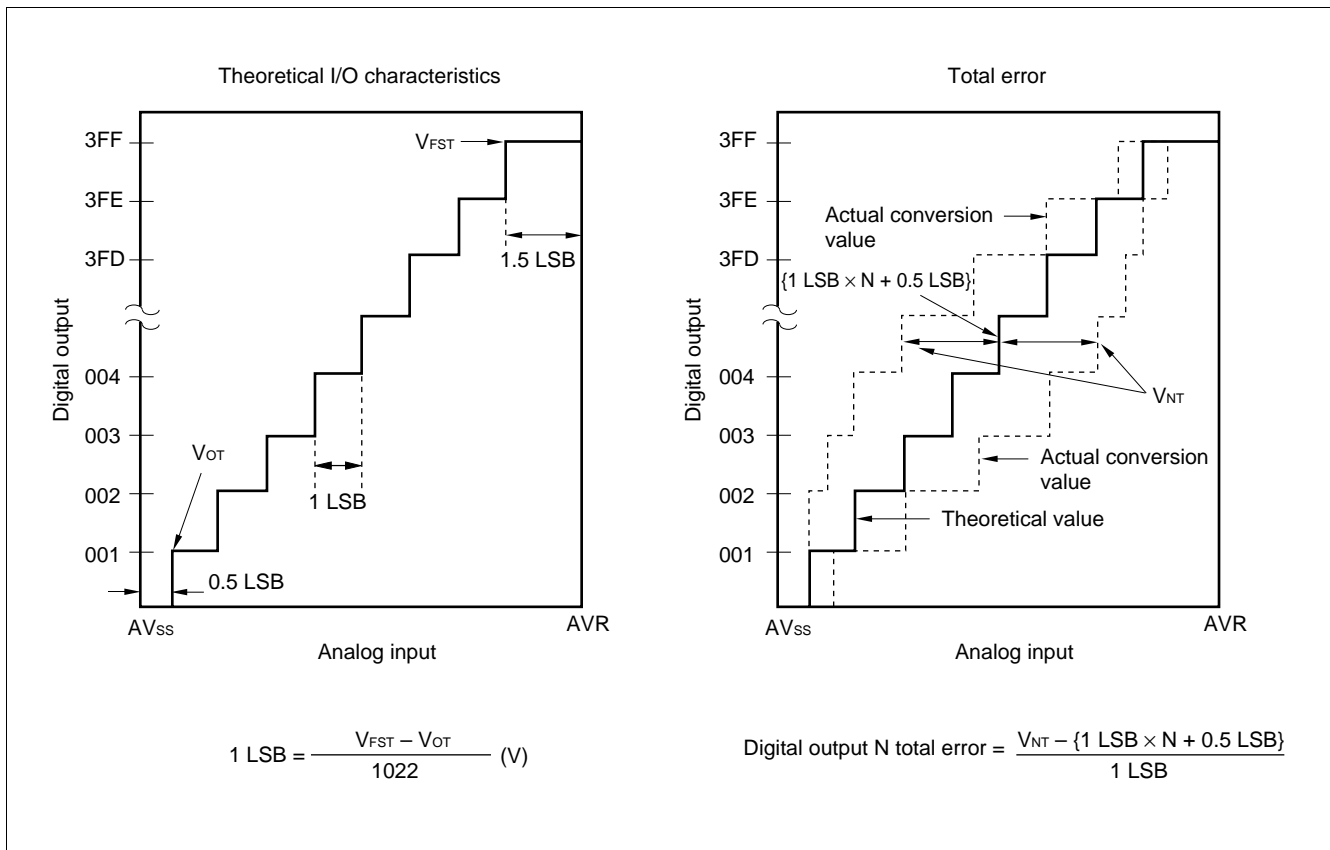 Theoretical I/O characteristics
3FF
3FE
3FD
004
003
002
001
Digital output
VFST
1.5 LSB
VOT
1 LSB
0.5 LSB
AVSS
AVR
Analog input
1 LSB = VFST – VOT / 1022 (V)
Total error
3FF
3FE
3FD
004
003
002
001
Digital output
Actual conversion
value
{1 LSB × N + 0.5 LSB}
VNT
Actual conversion
value
Theoretical value
AVSS
AVR
Analog input
Digital output N total error = VNT – {1 LSB × N + 0.5 LSB} / 1 LSB